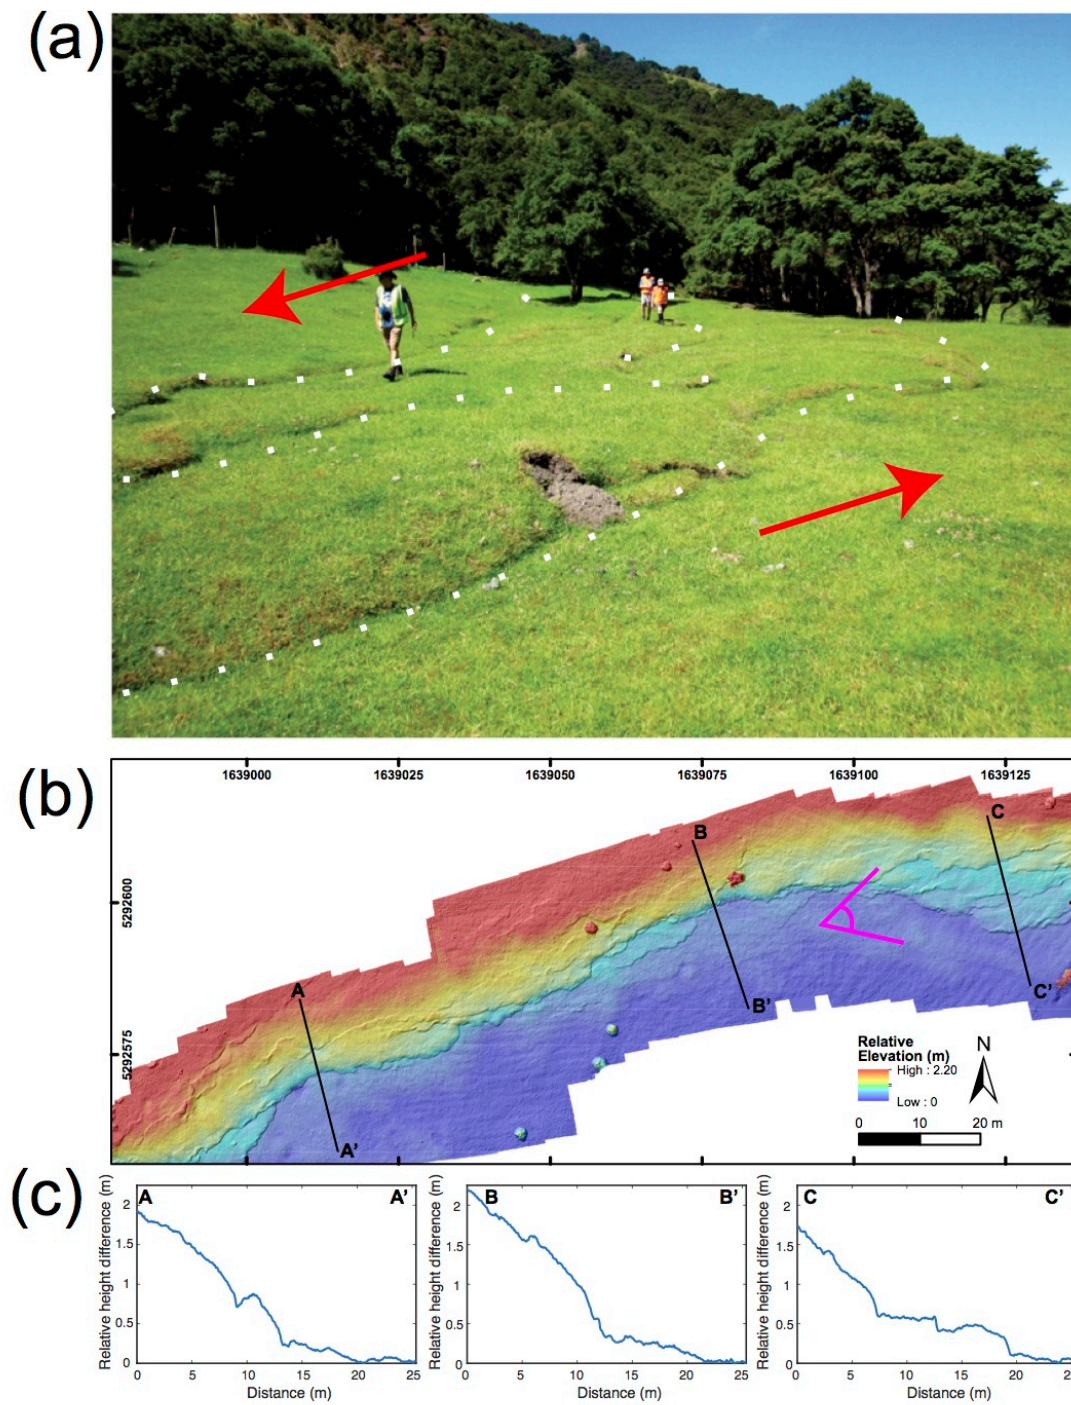 (a)
(b)
1639000 1639025 1639050 1639075 1639100 1639125
5292600
5292575
A
A’
B
B’
C
C’
Relative
Elevation (m)
High : 2.20
Low : 0
N
0 10 20 m
(c)
A A’
Relative height difference (m)
2
1.5
1
0.5
0
0 5 10 15 20 25
Distance (m)
B B’
Relative height difference (m)
2
1.5
1
0.5
0
0 5 10 15 20 25
Distance (m)
C C’
Relative height difference (m)
2
1.5
1
0.5
0
0 5 10 15 20
Distance (m)